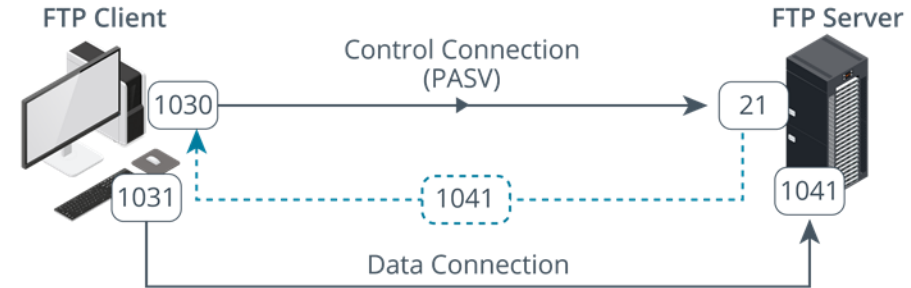 FTP Client
FTP Server
Control Connection
(PASV)
1030
21
1031
1041
1041
Data Connection